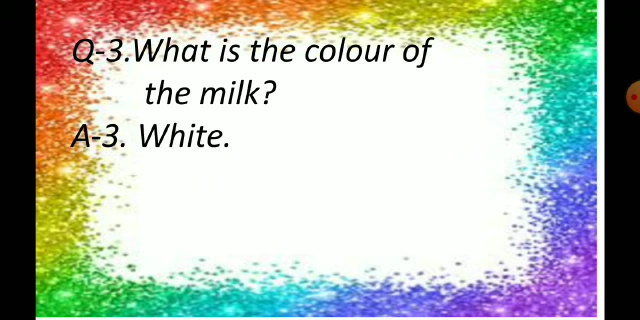 Q-3.What is the colour of
the milk?
A-3. White.